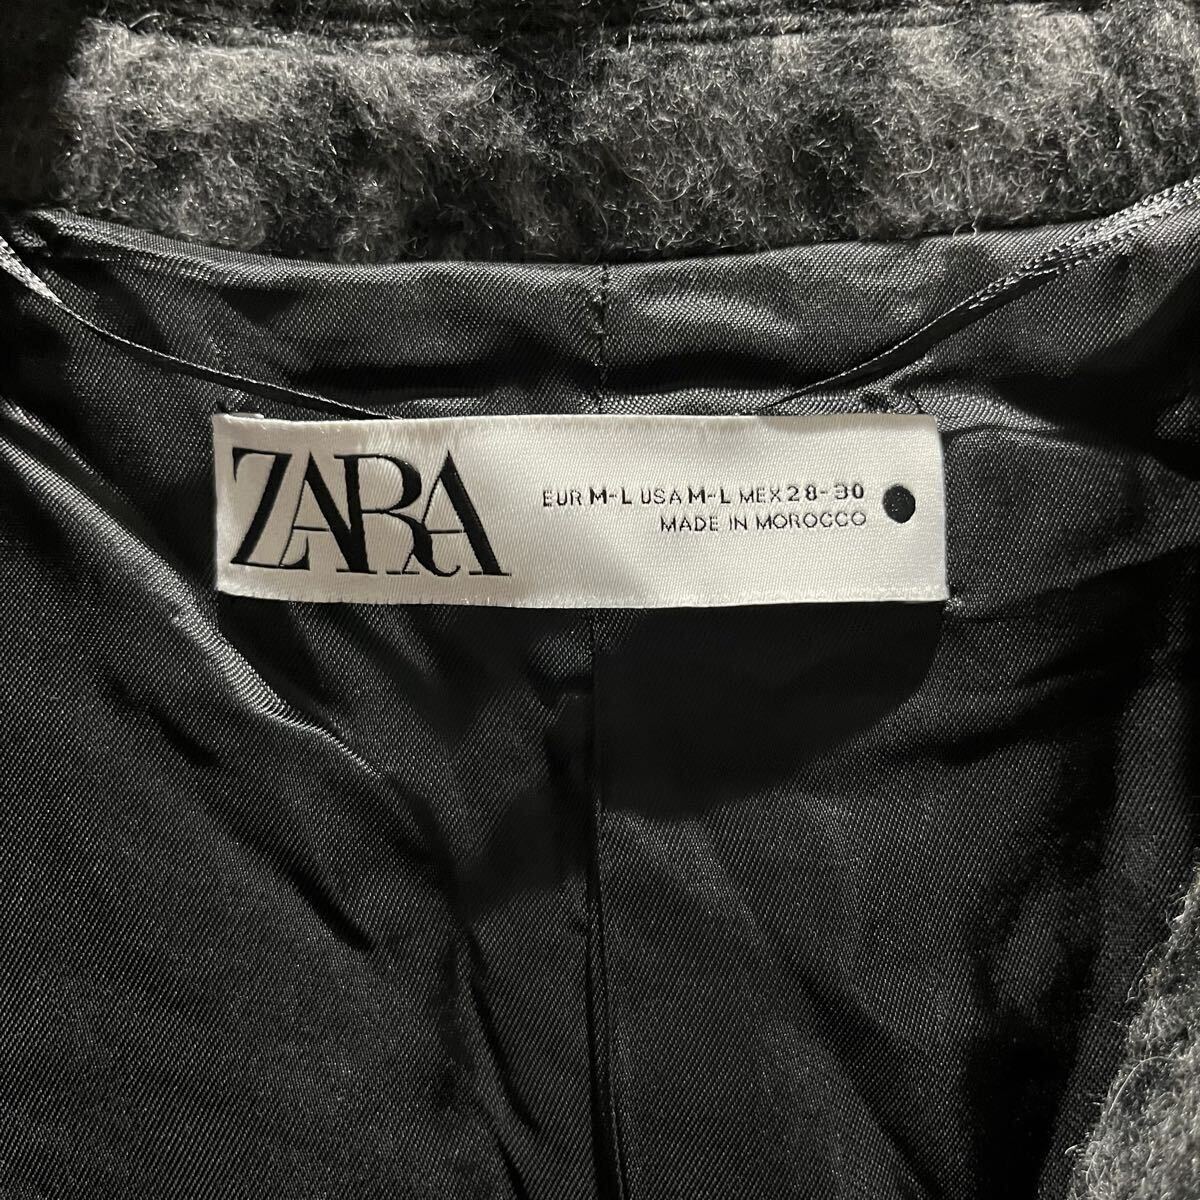 ZARA
EUR M-L USA M-L MEX 28-30
MADE IN MOROCCO